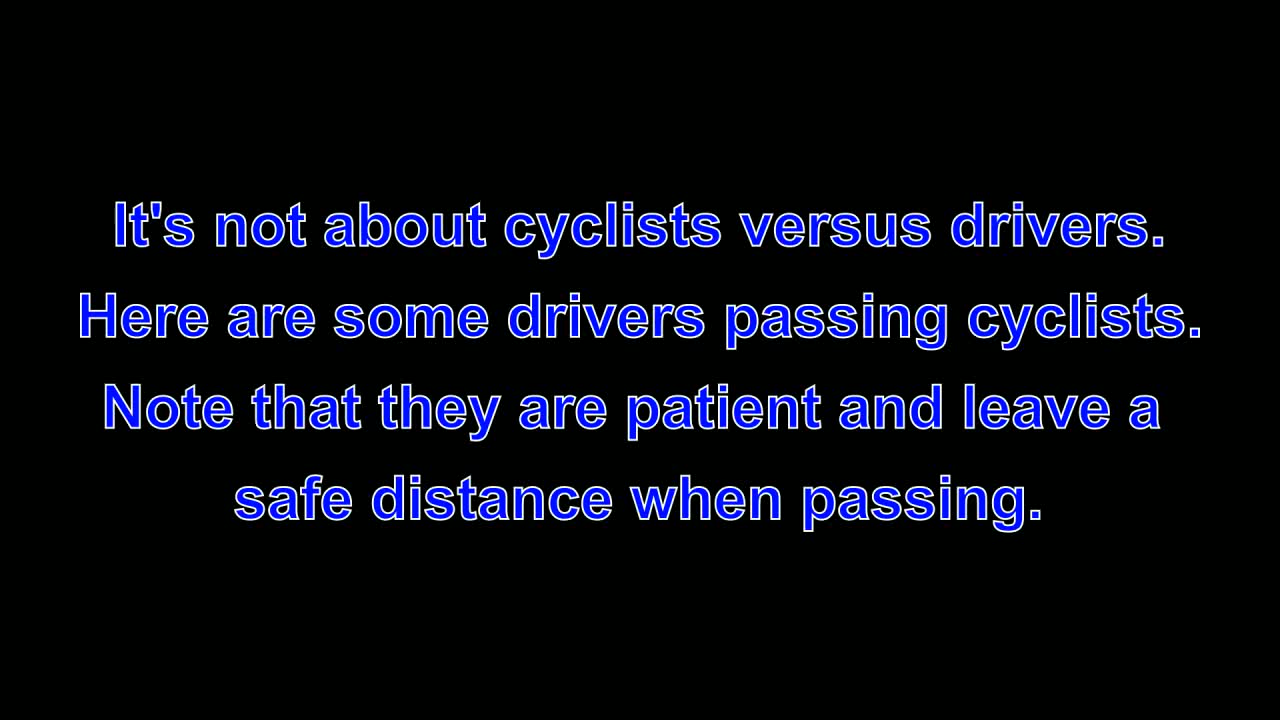 It's not about cyclists versus drivers.
Here are some drivers passing cyclists.
Note that they are patient and leave a
safe distance when passing.